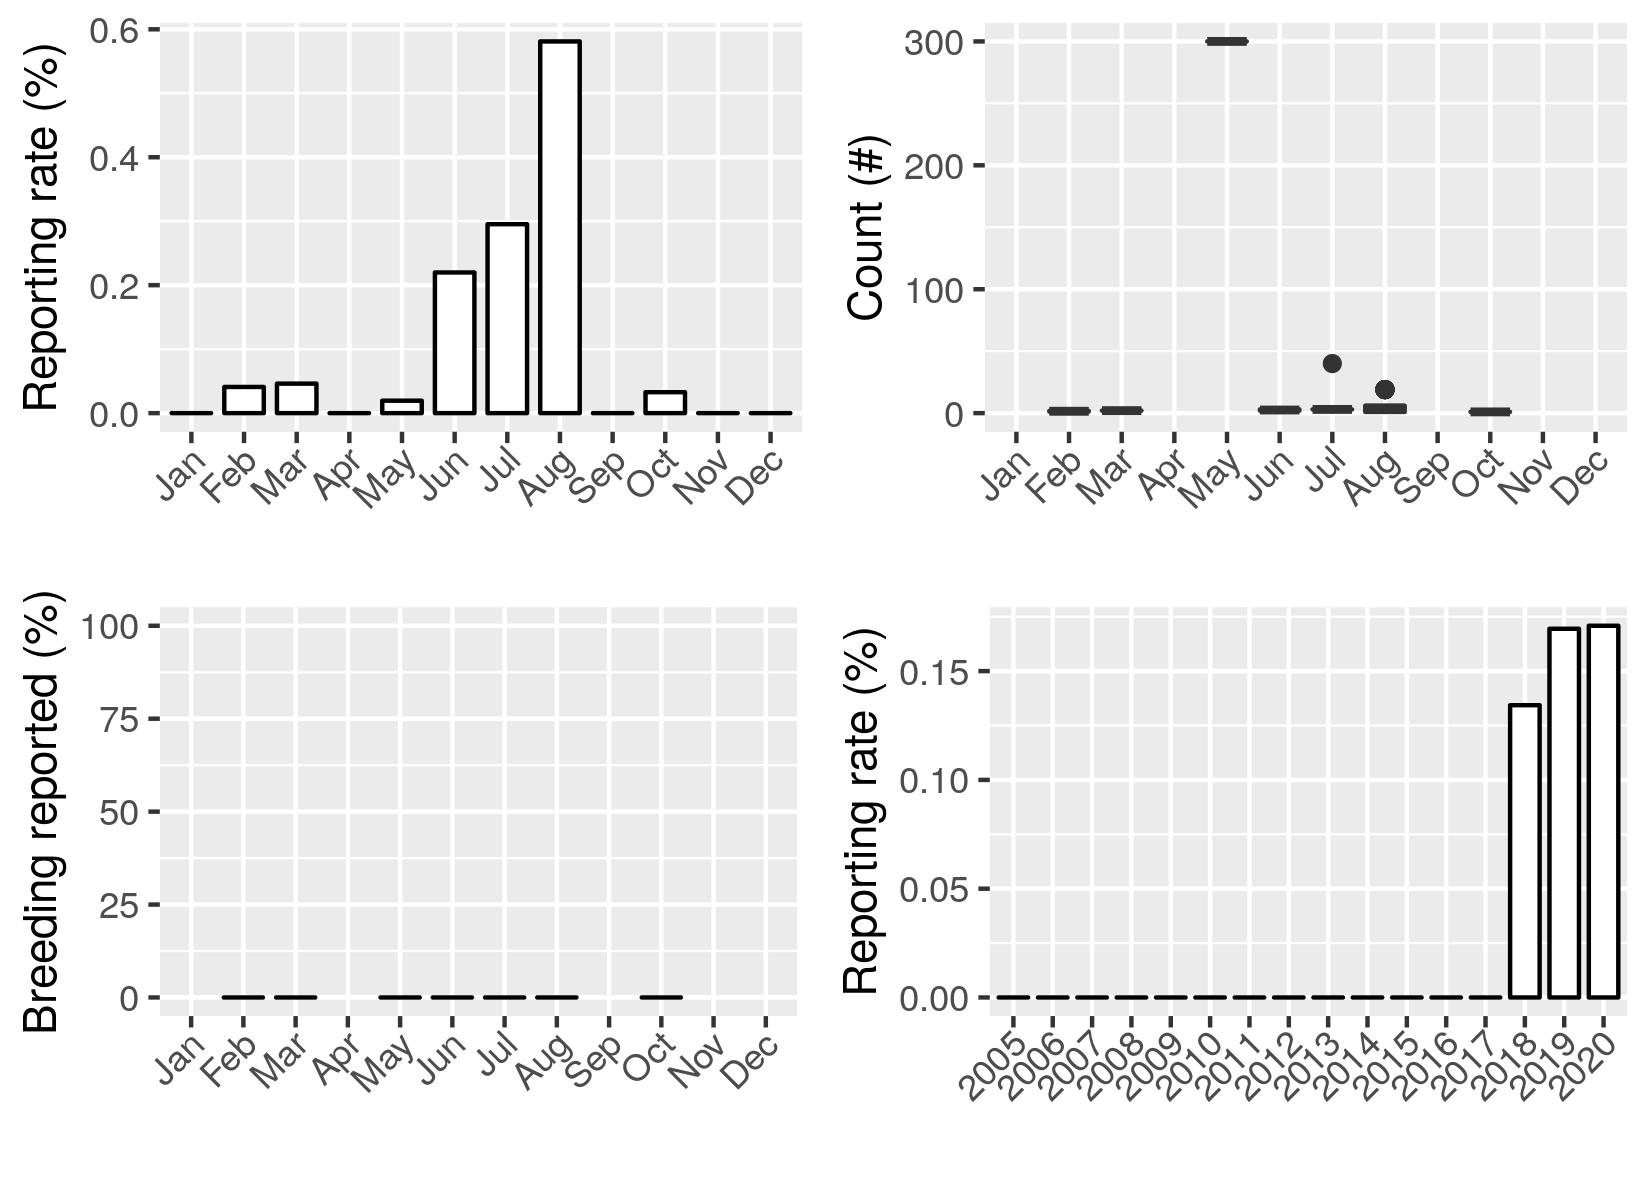 Reporting rate (%)
0.6
0.4
0.2
0.0
Jan Feb Mar Apr May Jun Jul Aug Sep Oct Nov Dec
Count (#)
300
200
100
0
Jan Feb Mar Apr May Jun Jul Aug Sep Oct Nov Dec
Breeding reported (%)
100
75
50
25
0
Jan Feb Mar Apr May Jun Jul Aug Sep Oct Nov Dec
Reporting rate (%)
0.15
0.10
0.05
0.00
2005 2006 2007 2008 2009 2010 2011 2012 2013 2014 2015 2016 2017 2018 2019 2020